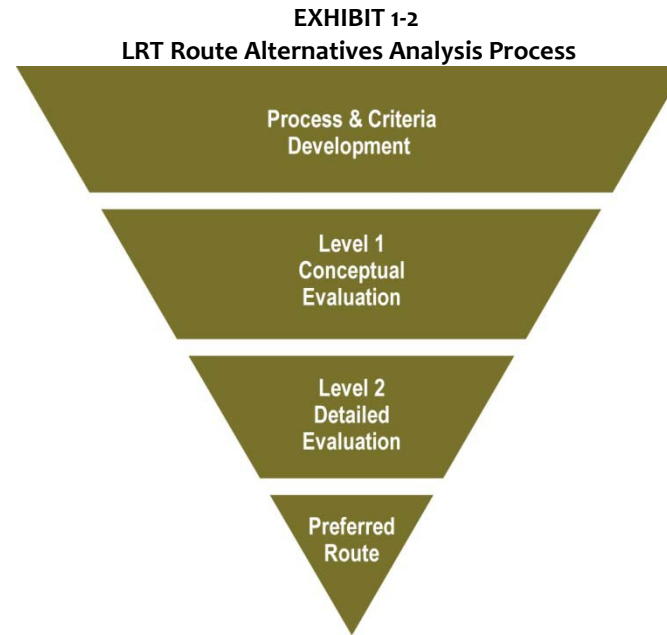 EXHIBIT 1-2
LRT Route Alternatives Analysis Process
Process & Criteria
Development
Level 1
Conceptual
Evaluation
Level 2
Detailed
Evaluation
Preferred
Route